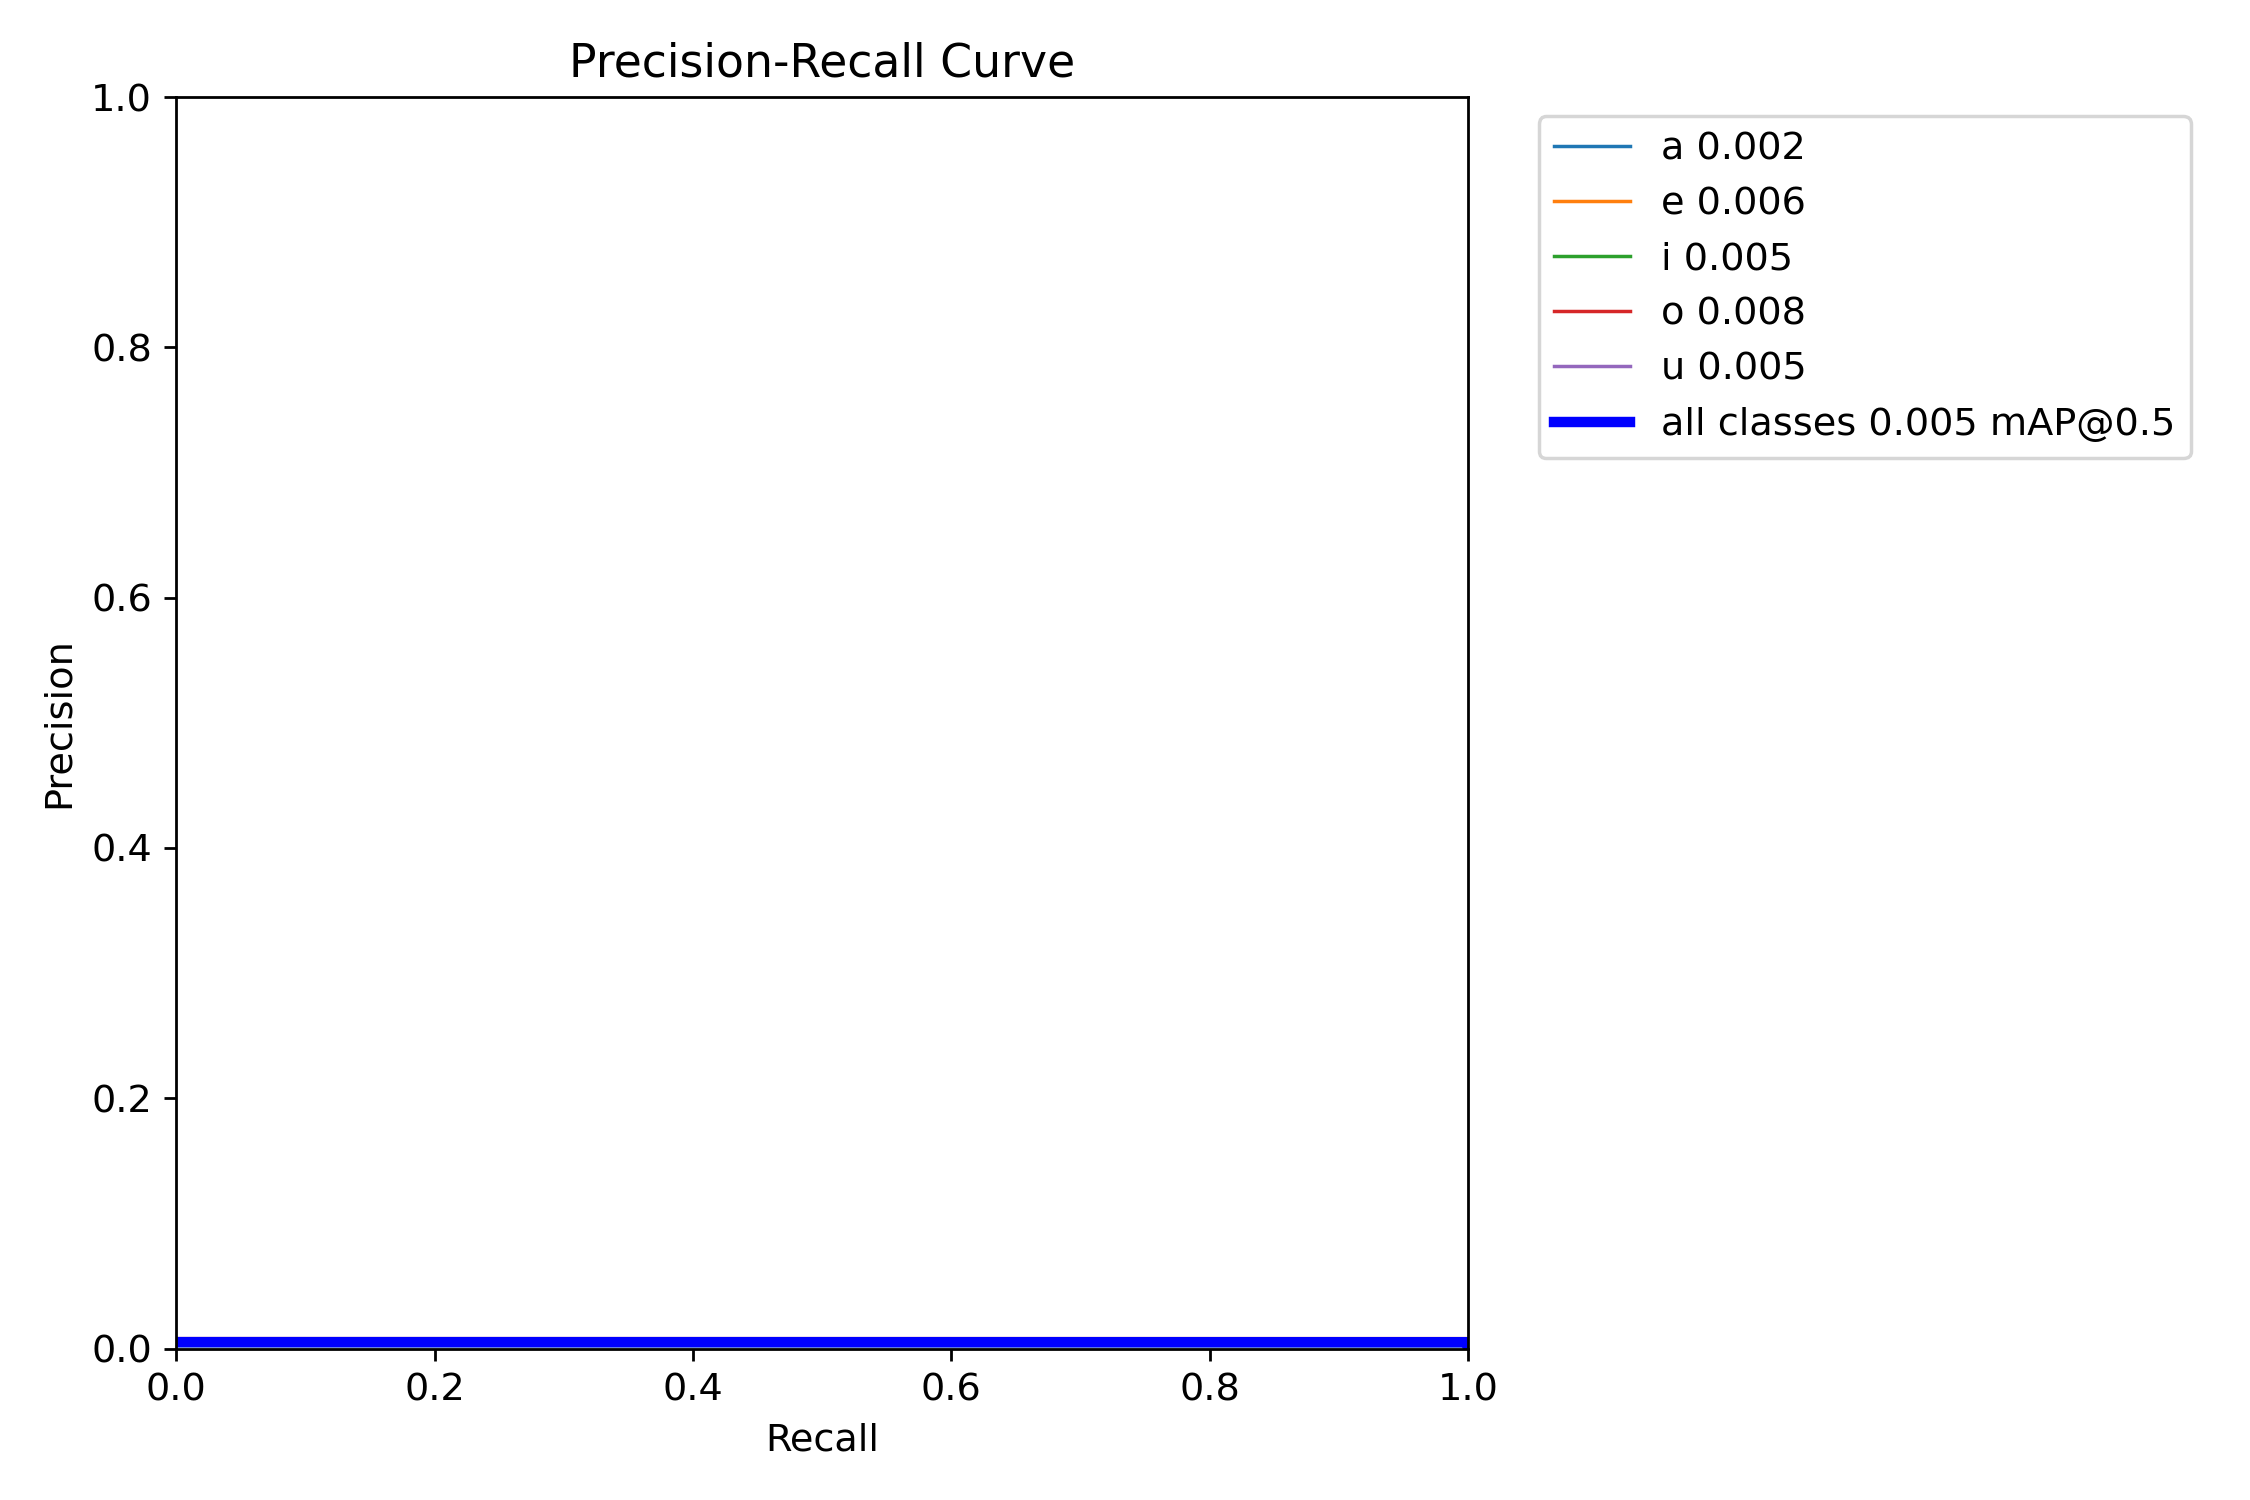 Precision-Recall Curve
1.0
0.8
0.6
0.4
0.2
0.0
Precision
0.0 0.2 0.4 0.6 0.8 1.0
Recall
a 0.002
e 0.006
i 0.005
o 0.008
u 0.005
all classes 0.005 mAP@0.5